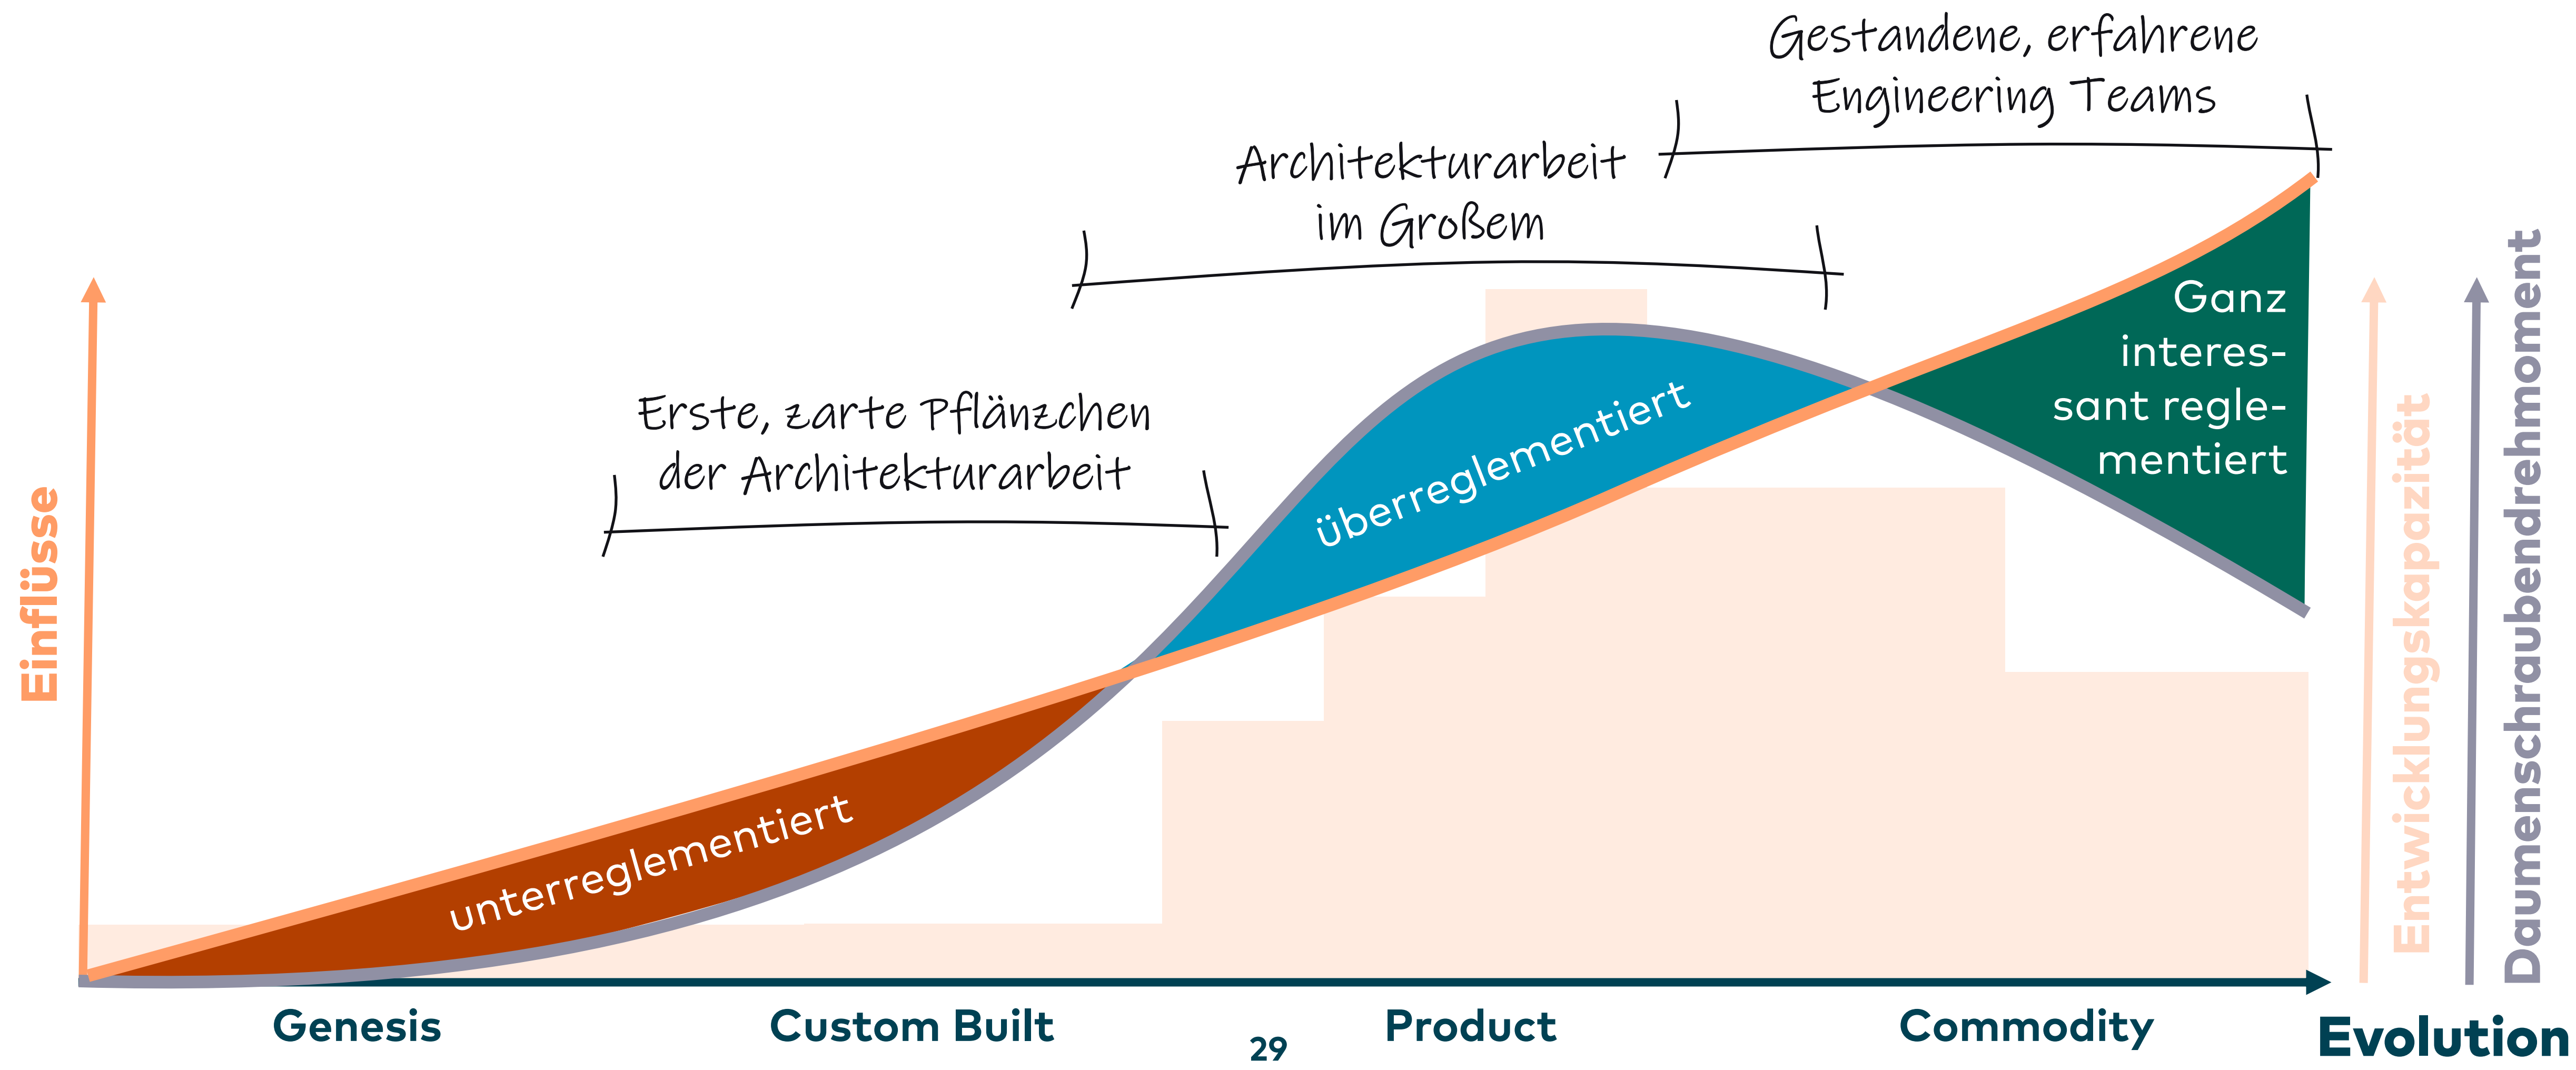 Gestandene, erfahrene
Engineering Teams
Architekturarbeit
im Großem
Erste, zarte Pflänzchen
der Architekturarbeit
Einflüsse
unterreglementiert
überreglementiert
Ganz
interes-
sant regle-
mentiert
Entwicklungskapazität
Daumenschraubendrehmoment
Genesis
Custom Built
Product
Commodity
Evolution
29